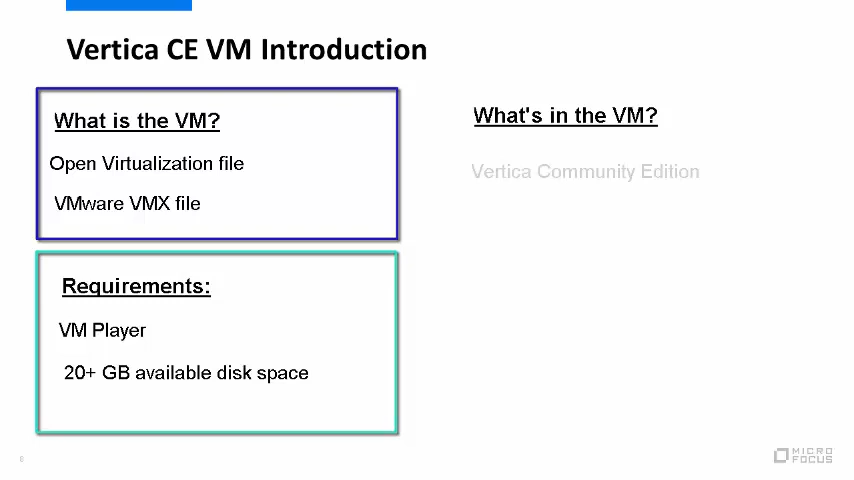 Vertica CE VM Introduction
What is the VM?
Open Virtualization file
VMware VMX file
Requirements:
VM Player
20+ GB available disk space
What's in the VM?
Vertica Community Edition
8
MICRO
FOCUS